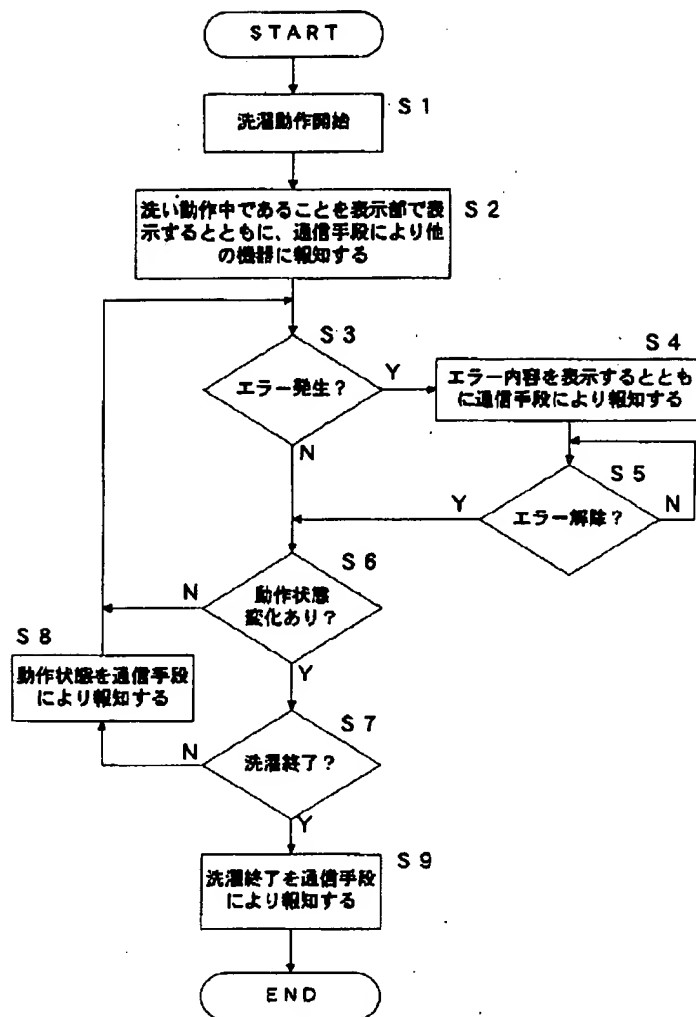 START
S1
洗濯動作開始
S2
洗い動作中であることを表示部で表
示するとともに、通信手段により他
の機器に報知する
S3
エラー発生?
Y
N
S4
エラー内容を表示するととも
に通信手段により報知する
S5
エラー解除?
Y
N
S6
動作状態
変化あり?
N
Y
S8
動作状態を通信手段
により報知する
S7
洗濯終了?
N
Y
S9
洗濯終了を通信手段
により報知する
END